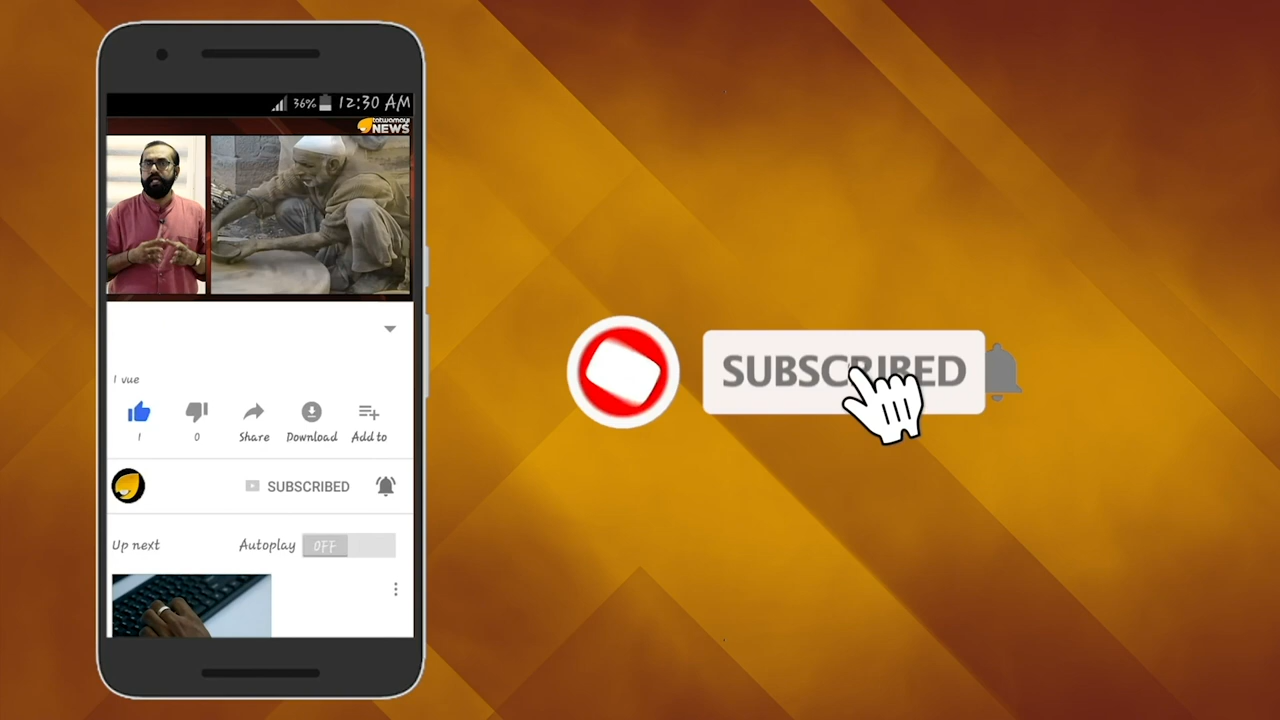 36% 12:30 AM
tatwamayi
NEWS
1 vue
1
0
Share
Download
Add to
SUBSCRIBED
Up next
Autoplay
OFF
SUBSCRIBED